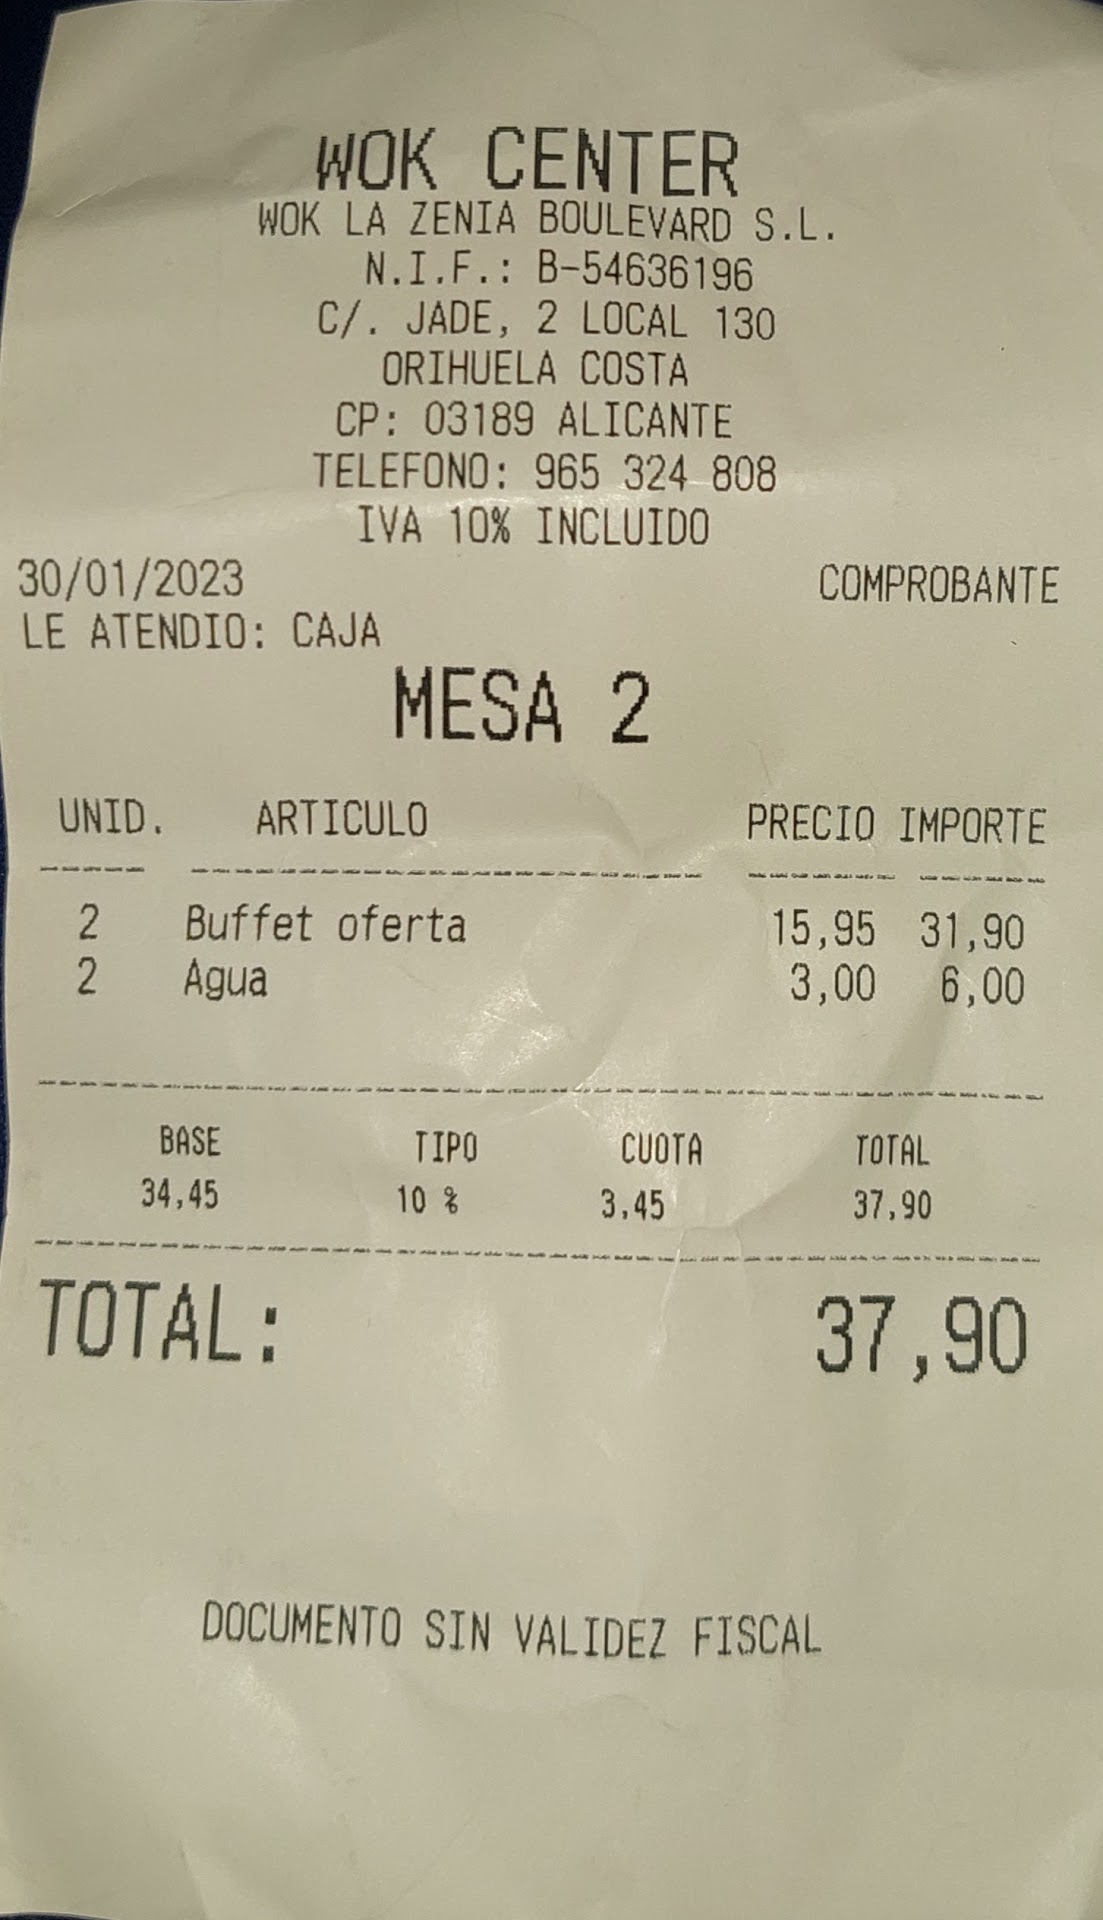 WOK CENTER
WOK LA ZENIA BOULEVARD S.L.
N.I.F.: B-54636196
C/. JADE, 2 LOCAL 130
ORIHUELA COSTA
CP: 03189 ALICANTE
TELEFONO: 965 324 808
IVA 10% INCLUIDO
30/01/2023 COMPROBANTE
LE ATENDIO: CAJA
MESA 2
UNID. ARTICULO PRECIO IMPORTE
2 Buffet oferta 15,95 31,90
2 Agua 3,00 6,00
BASE TIPO CUOTA TOTAL
34,45 10 % 3,45 37,90
TOTAL: 37,90
DOCUMENTO SIN VALIDEZ FISCAL